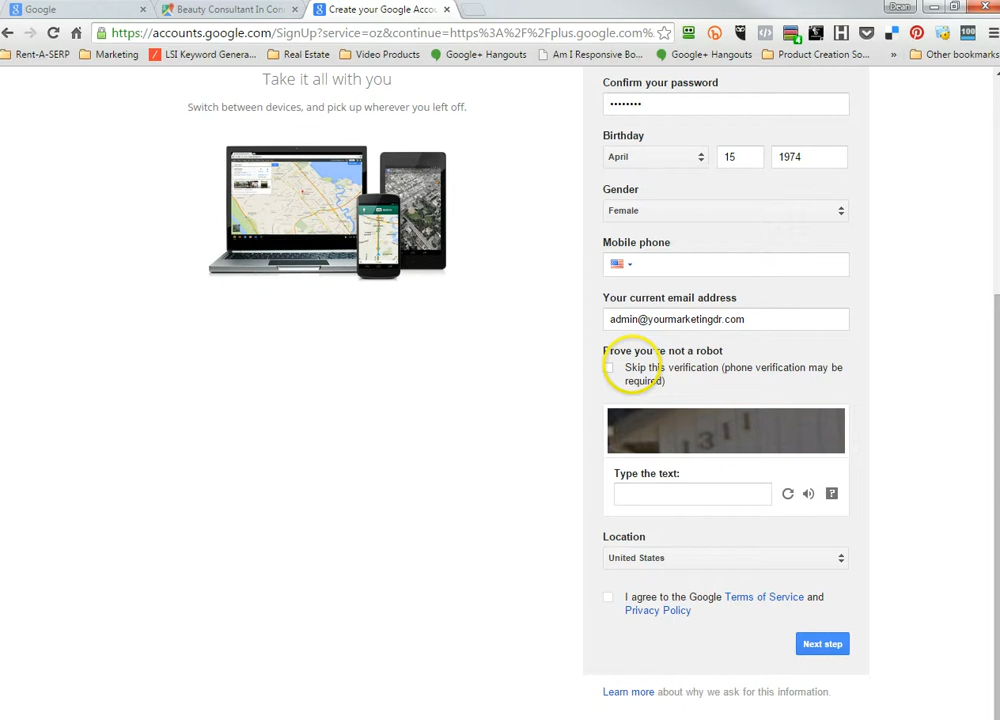 Google
Beauty Consultant In Con
Create your Google Acco
Dean
https://accounts.google.com/SignUp?service=oz&continue=https%3A%2F%2Fplus.google.com%.
Rent-A-SERP
Marketing
LSI Keyword Genera...
Real Estate
Video Products
Google+ Hangouts
Am I Responsive Bo...
Google+ Hangouts
Product Creation So...
»
Other bookmarks
Take it all with you
Switch between devices, and pick up wherever you left off.
Confirm your password
••••••••
Birthday
April 15 1974
Gender
Female
Mobile phone
Your current email address
admin@yourmarketingdr.com
Prove you're not a robot
Skip this verification (phone verification may be
required)
Type the text:
Location
United States
I agree to the Google Terms of Service and
Privacy Policy
Next step
Learn more about why we ask for this information.